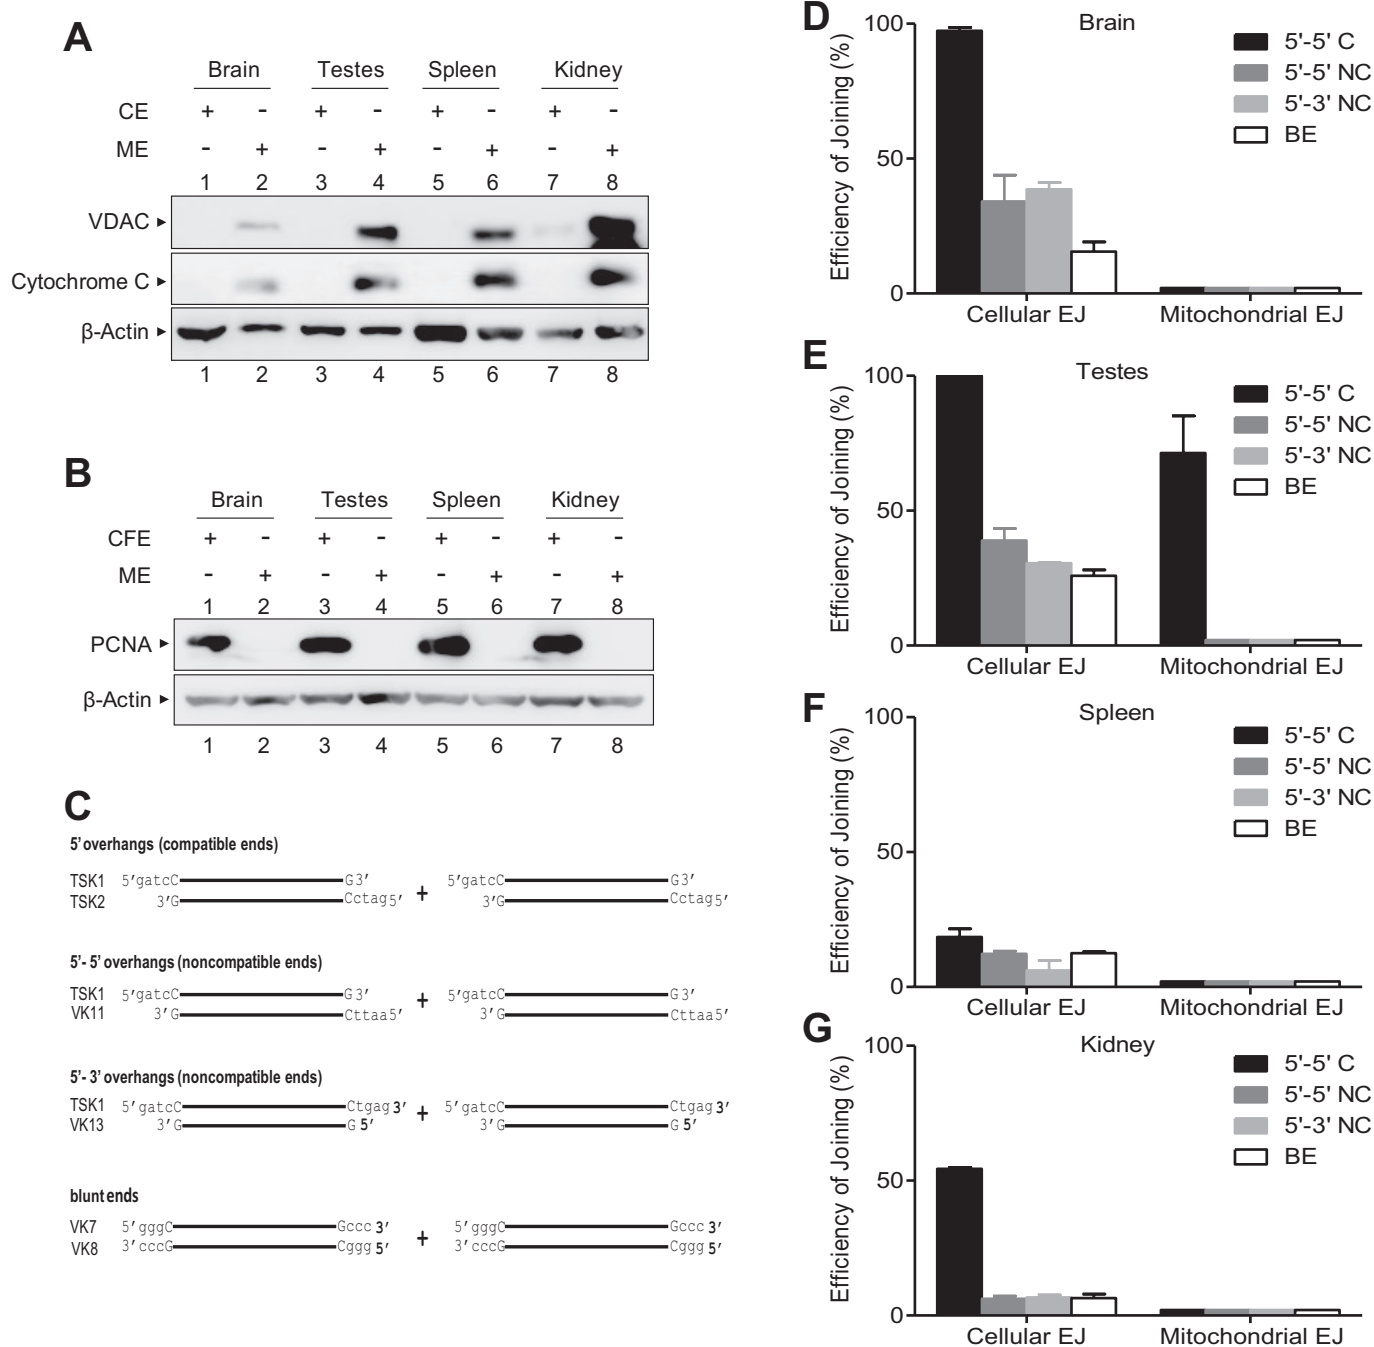 A
Brain Testes Spleen Kidney
CE + - + - + - + -
ME - + - + - + - +
1 2 3 4 5 6 7 8
VDAC
Cytochrome C
β-Actin
1 2 3 4 5 6 7 8
B
Brain Testes Spleen Kidney
CFE + - + - + - + -
ME - + - + - + - +
1 2 3 4 5 6 7 8
PCNA
β-Actin
1 2 3 4 5 6 7 8
C
5' overhangs (compatible ends)
TSK1 5'gatcC G3' + 5'gatcC G3'
TSK2 3'G Cctag5' 3'G Cctag5'
5'- 5' overhangs (noncompatible ends)
TSK1 5'gatcC G3' + 5'gatcC G3'
VK11 3'G Cttaa5' 3'G Cttaa5'
5'- 3' overhangs (noncompatible ends)
TSK1 5'gatcC Ctgag3' + 5'gatcC Ctgag3'
VK13 3'G G5' 3'G G5'
blunt ends
VK7 5'gggC Gccc3' + 5'gggC Gccc3'
VK8 3'cccG Cggg5' 3'cccG Cggg5'
D
Brain
Efficiency of Joining (%)
100
50
0
5'-5' C
5'-5' NC
5'-3' NC
BE
Cellular EJ Mitochondrial EJ
E
Testes
Efficiency of Joining (%)
100
50
0
5'-5' C
5'-5' NC
5'-3' NC
BE
Cellular EJ Mitochondrial EJ
F
Spleen
Efficiency of Joining (%)
100
50
0
5'-5' C
5'-5' NC
5'-3' NC
BE
Cellular EJ Mitochondrial EJ
G
Kidney
Efficiency of Joining (%)
100
50
0
5'-5' C
5'-5' NC
5'-3' NC
BE
Cellular EJ Mitochondrial EJ